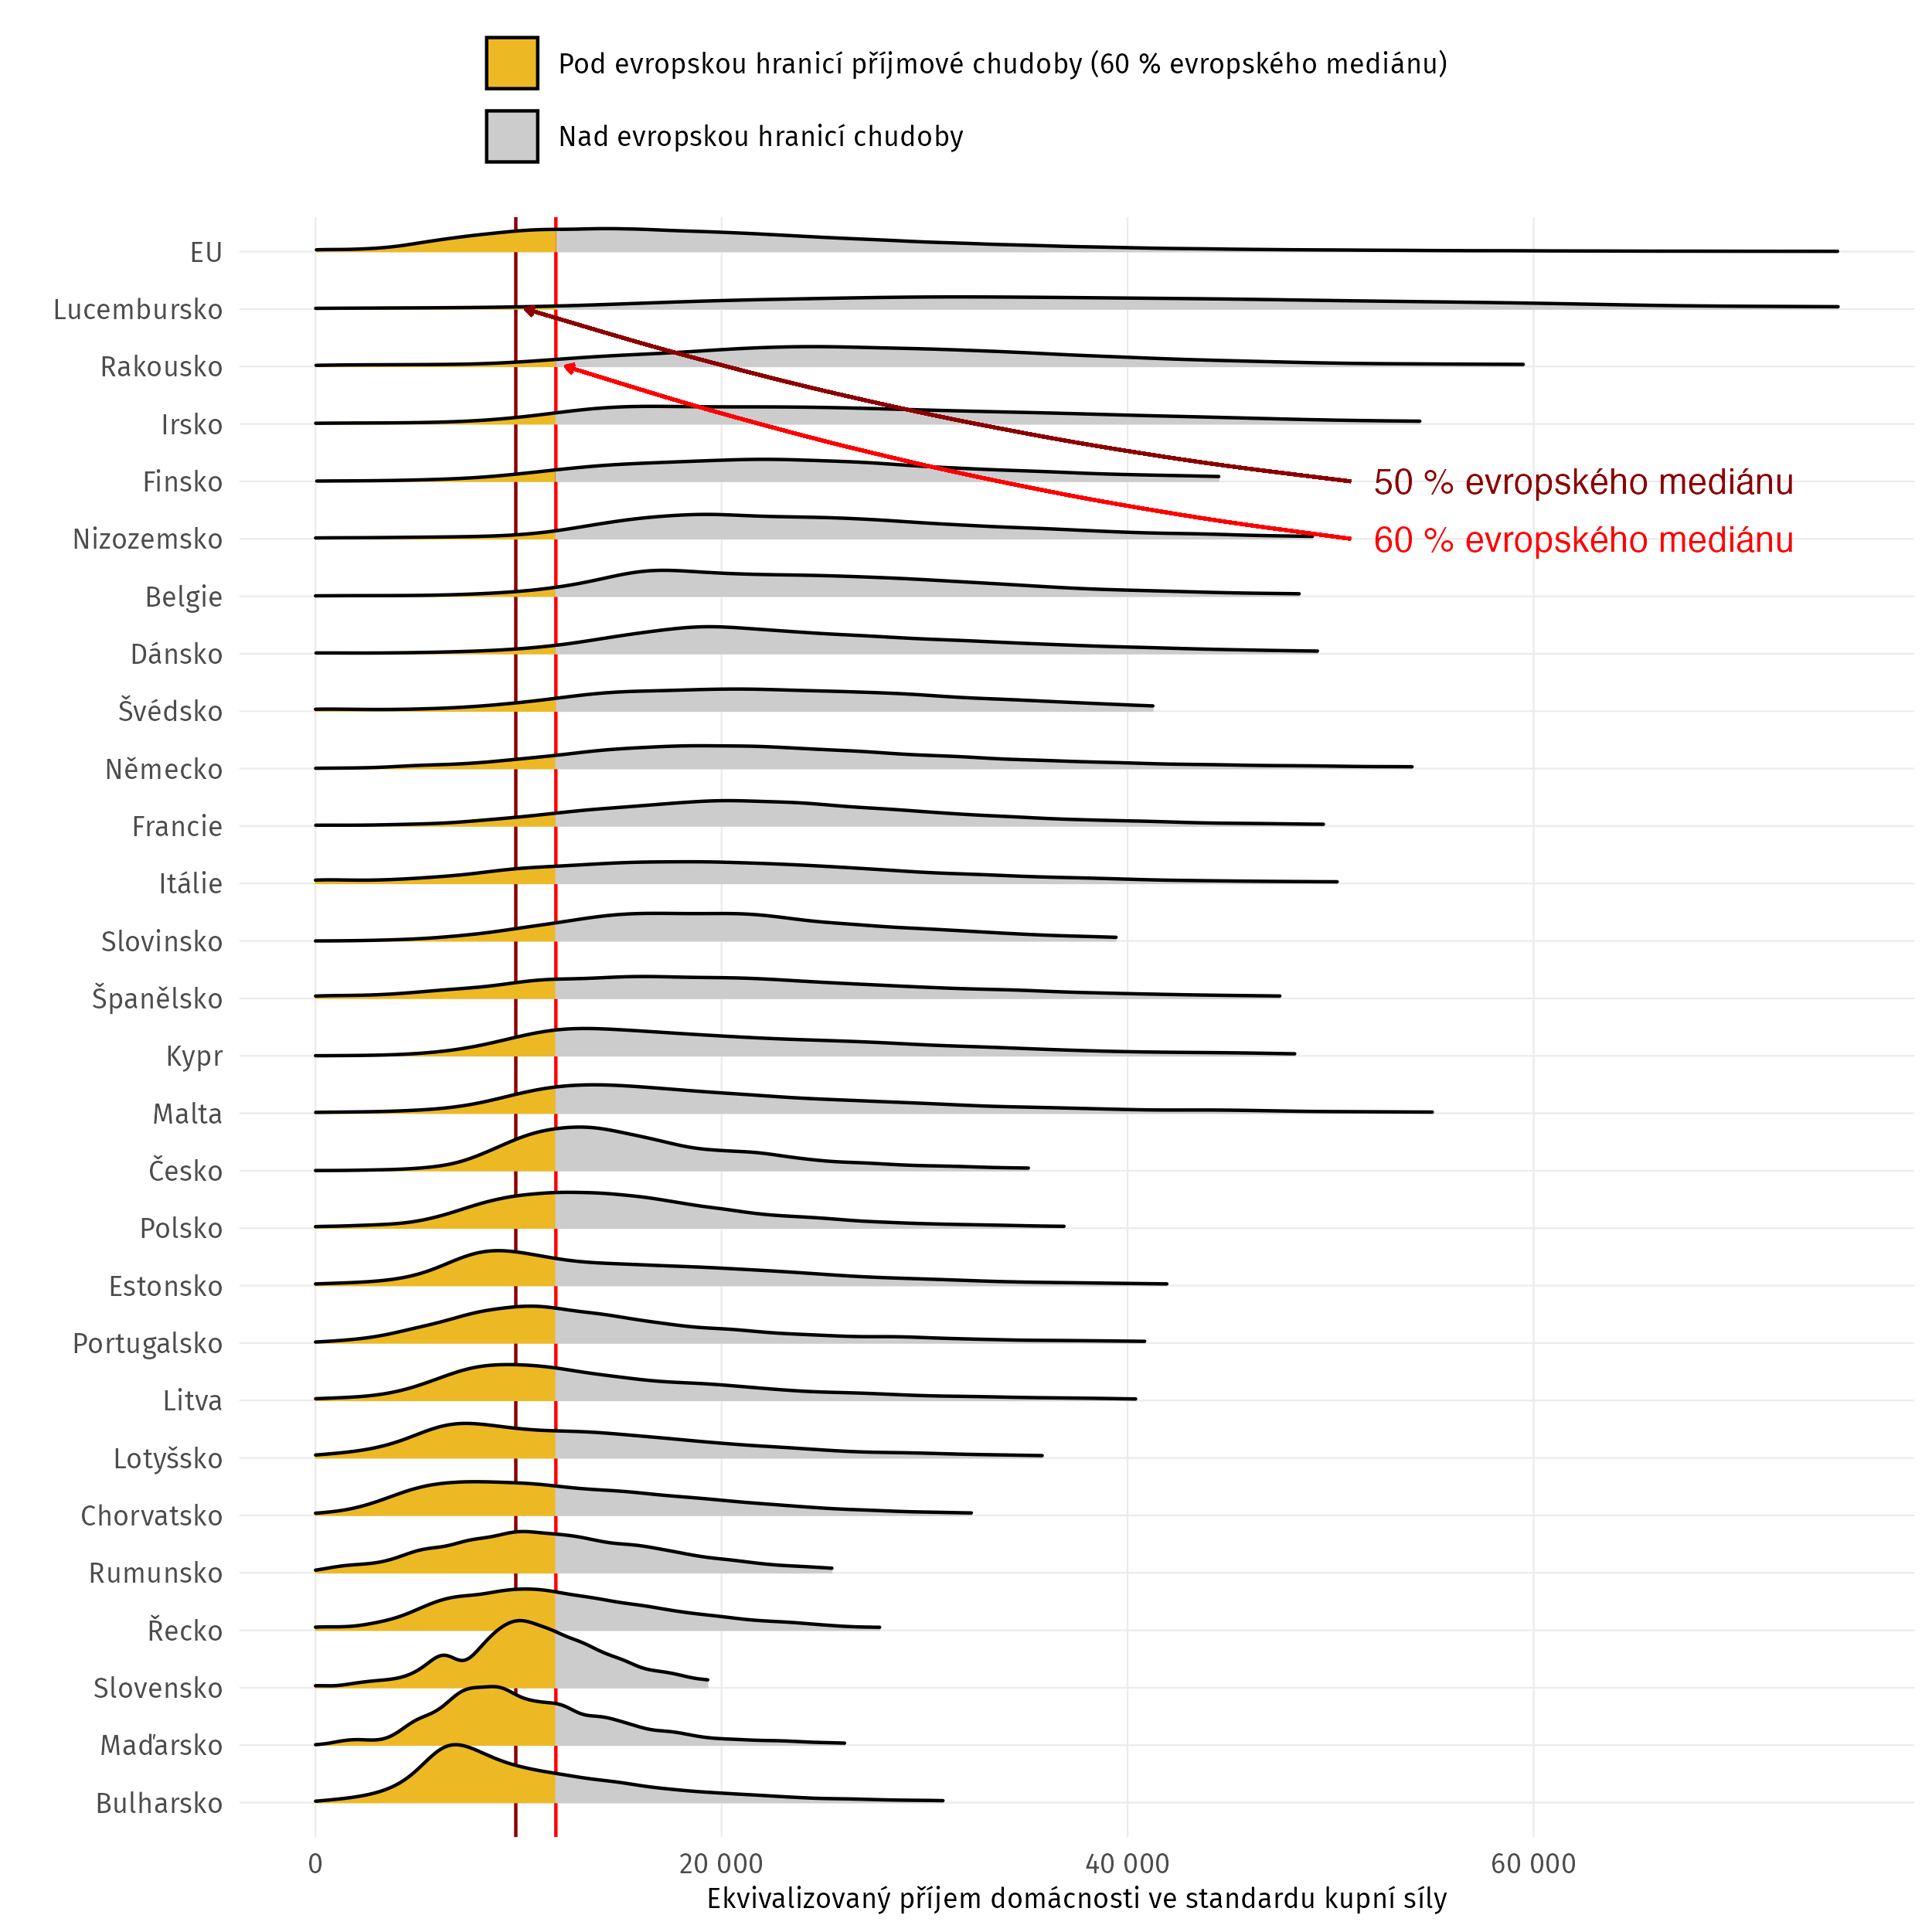 Pod evropskou hranicí příjmové chudoby (60 % evropského mediánu)
Nad evropskou hranicí chudoby
EU
Lucembursko
Rakousko
Irsko
Finsko
50 % evropského mediánu
Nizozemsko
60 % evropského mediánu
Belgie
Dánsko
Švédsko
Německo
Francie
Itálie
Slovinsko
Španělsko
Kypr
Malta
Česko
Polsko
Estonsko
Portugalsko
Litva
Lotyšsko
Chorvatsko
Rumunsko
Řecko
Slovensko
Maďarsko
Bulharsko
0 20 000 40 000 60 000
Ekvivalizovaný příjem domácnosti ve standardu kupní síly